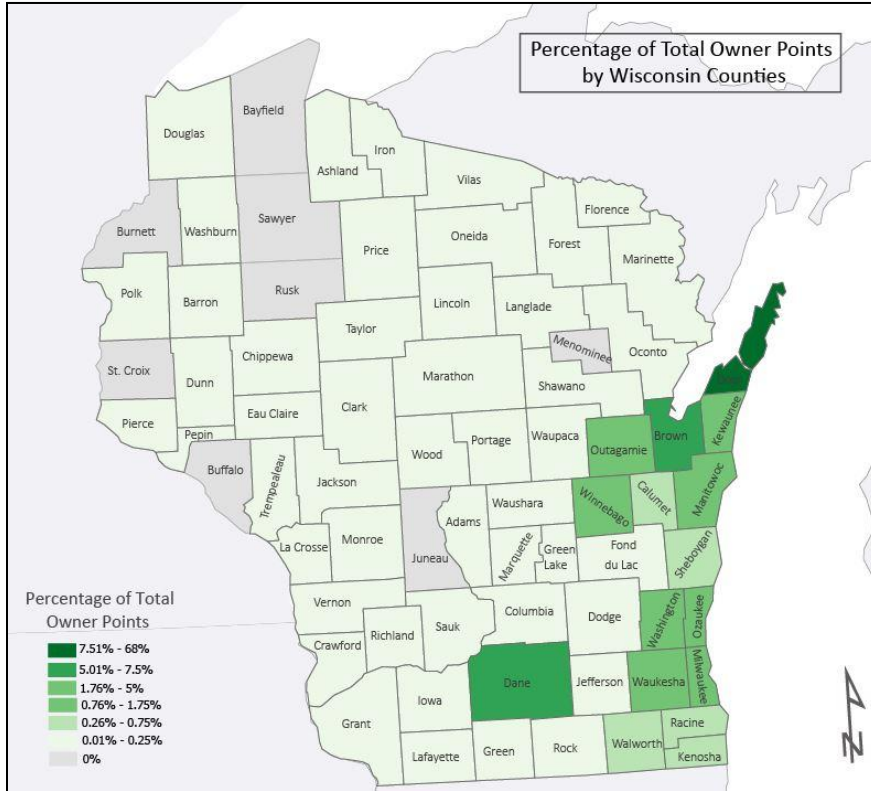 Percentage of Total Owner Points
by Wisconsin Counties
Bayfield
Douglas
Iron
Ashland
Vilas
Florence
Burnett
Washburn
Sawyer
Price
Oneida
Forest
Marinette
Polk
Barron
Rusk
Lincoln
Langlade
Taylor
Chippewa
Menominee
Oconto
St. Croix
Dunn
Marathon
Shawano
Door
Clark
Eau Claire
Pierce
Pepin
Wood
Portage
Waupaca
Outagamie
Brown
Kewaunee
Buffalo
Trempealeau
Jackson
Winnebago
Calumet
Manitowoc
Adams
Waushara
La Crosse
Monroe
Juneau
Marquette
Green
Lake
Fond
du Lac
Sheboygan
Vernon
Columbia
Dodge
Washington
Ozaukee
Richland
Sauk
Crawford
Dane
Jefferson
Waukesha
Milwaukee
Iowa
Grant
Lafayette
Green
Rock
Walworth
Racine
Kenosha
Percentage of Total
Owner Points
7.51% - 68%
5.01% - 7.5%
1.76% - 5%
0.76% - 1.75%
0.26% - 0.75%
0.01% - 0.25%
0%
N